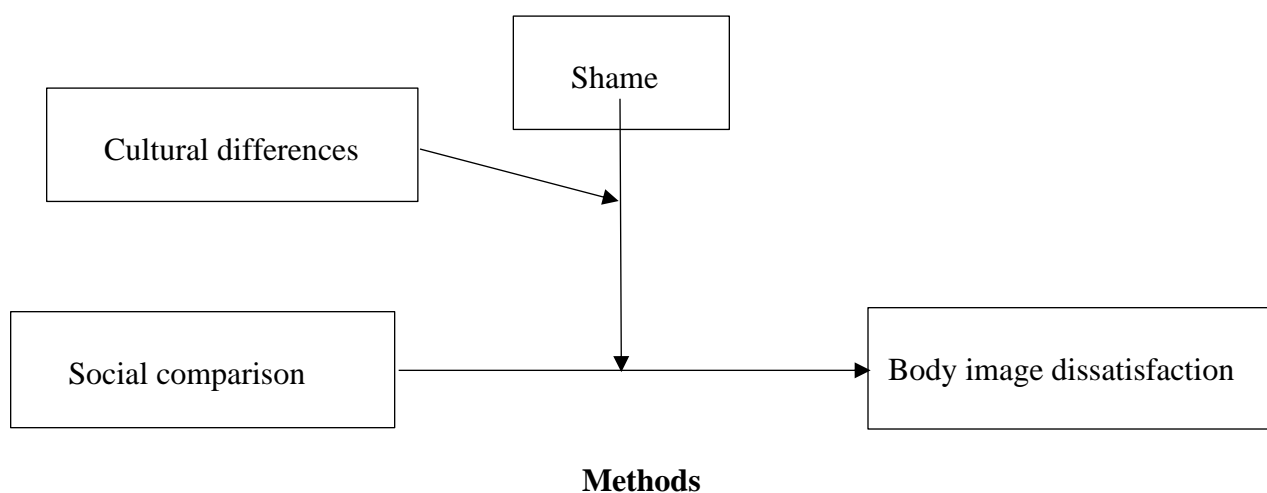 Shame
Cultural differences
Social comparison
Body image dissatisfaction
Methods